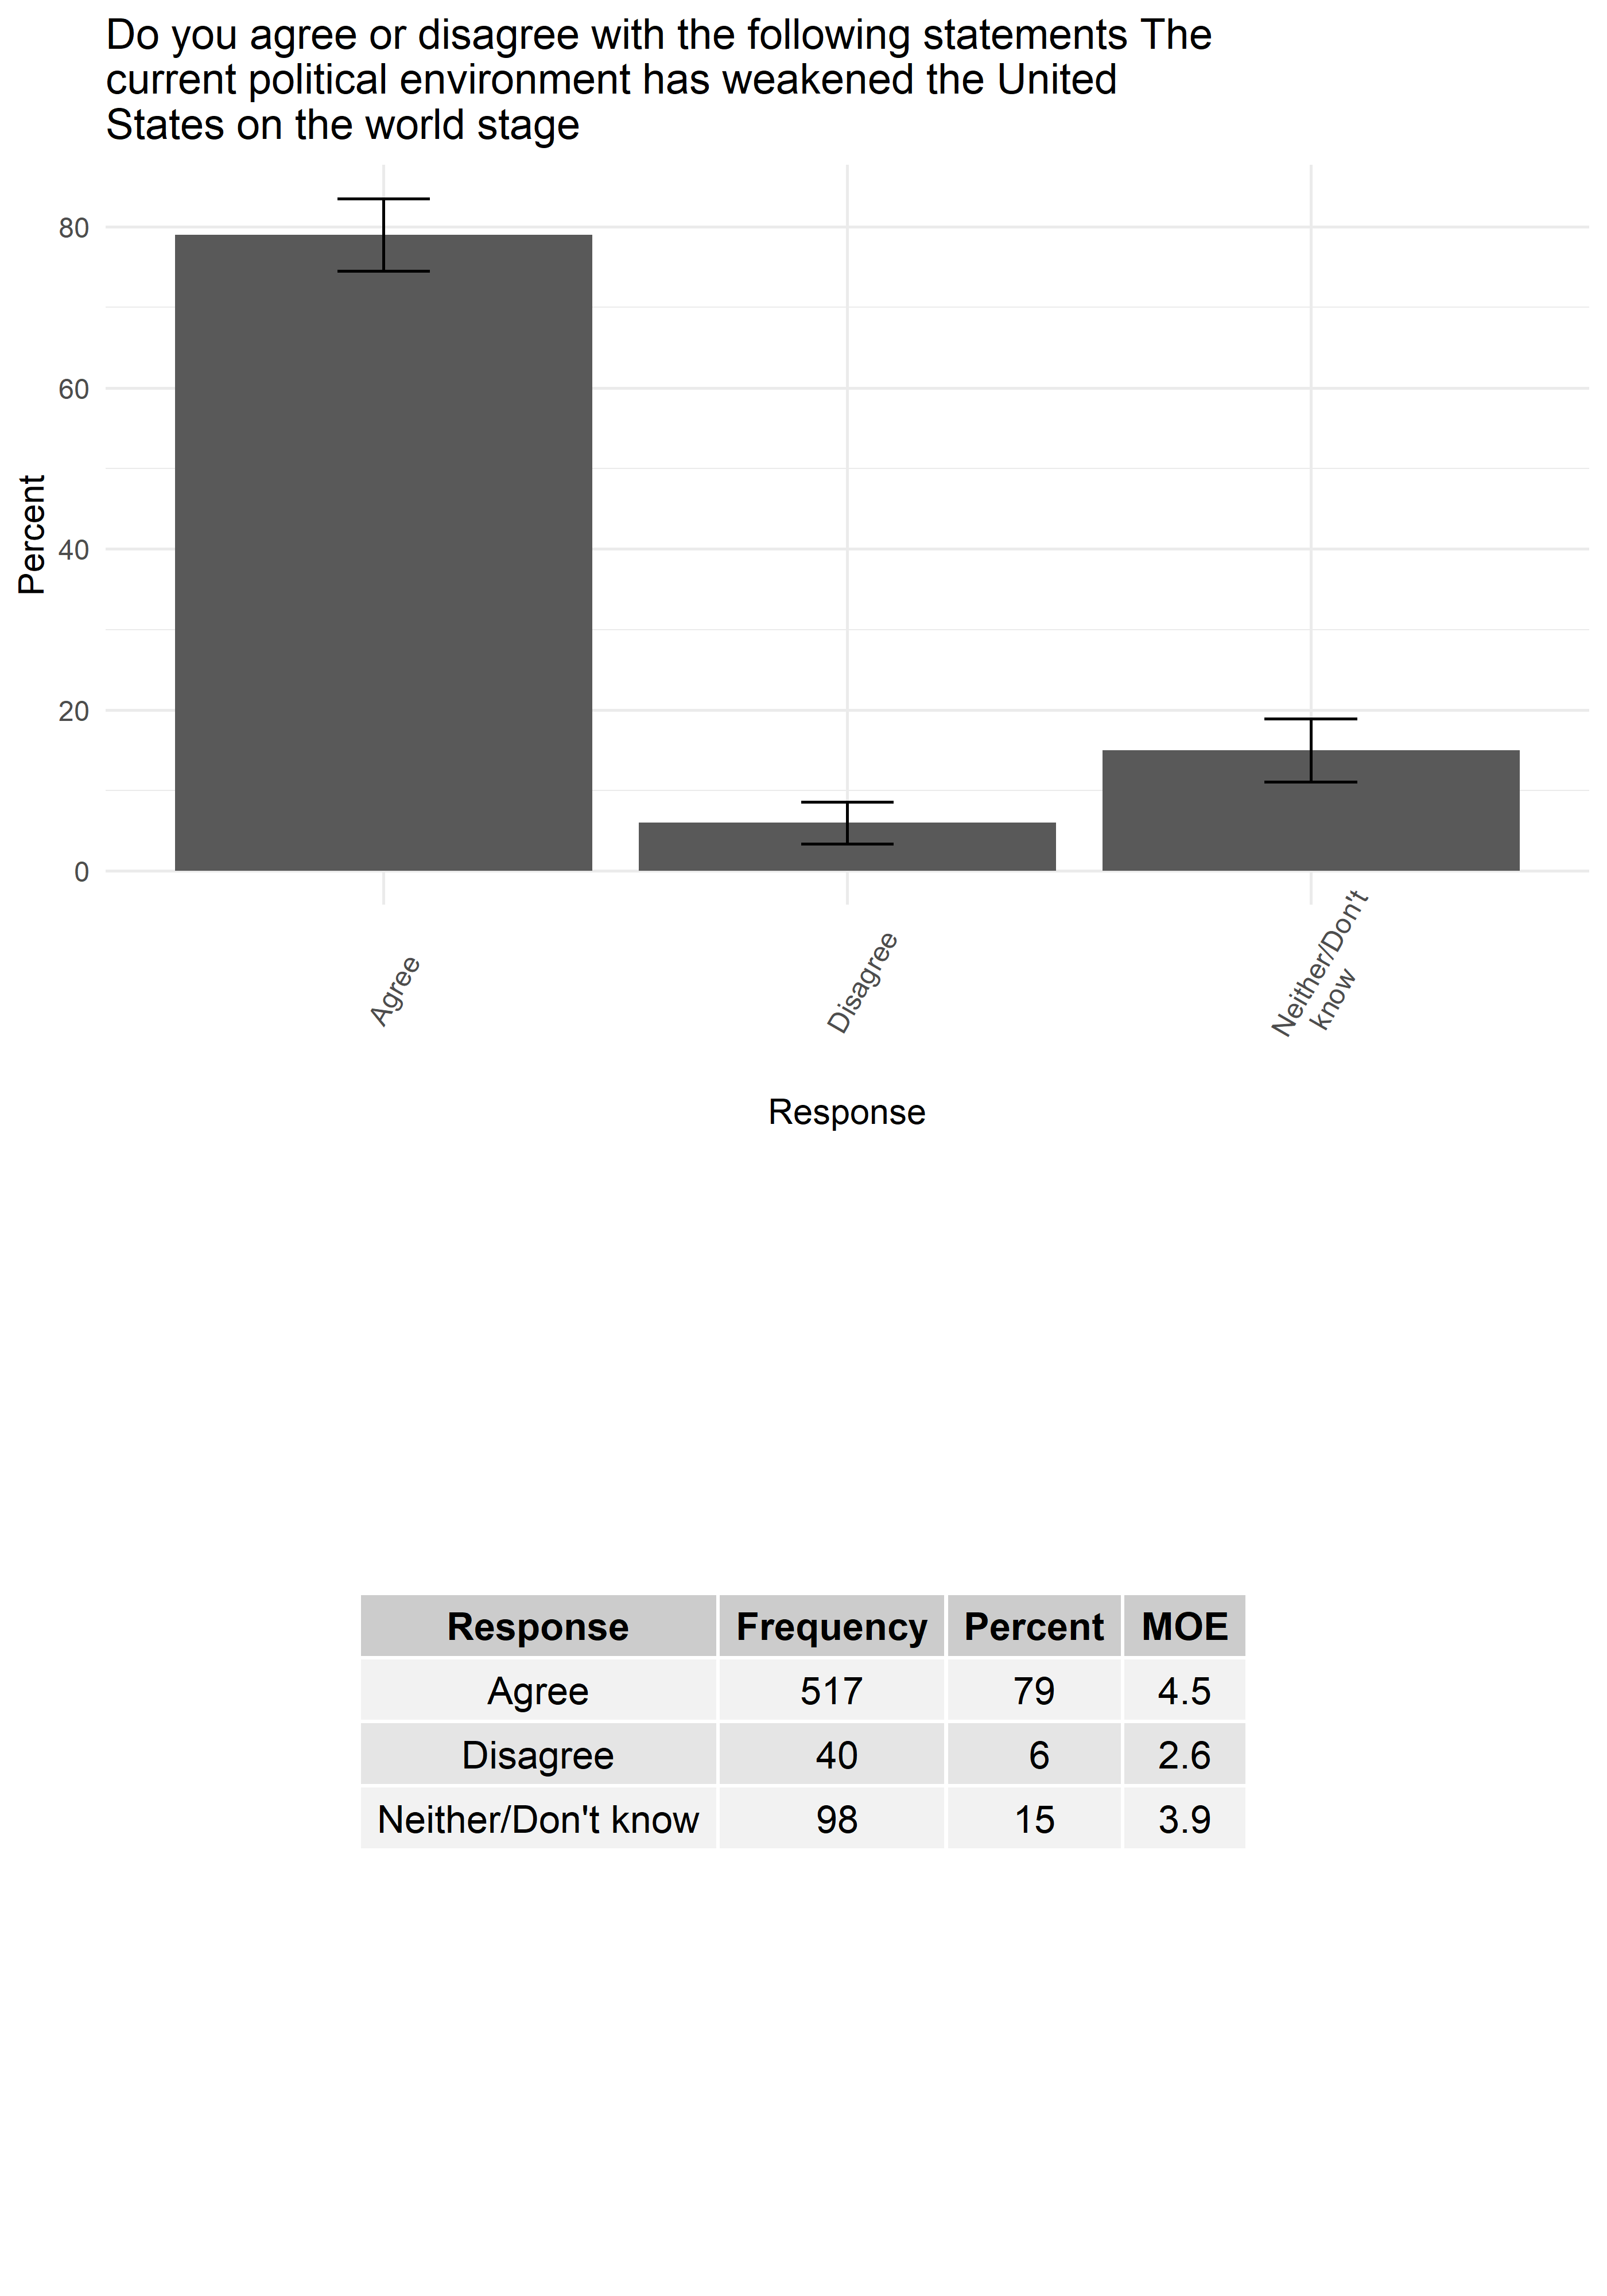 Do you agree or disagree with the following statements The
current political environment has weakened the United
States on the world stage
Percent
80
60
40
20
0
Agree
Disagree
Neither/Don't
know
Response
Response Frequency Percent MOE
Agree 517 79 4.5
Disagree 40 6 2.6
Neither/Don't know 98 15 3.9